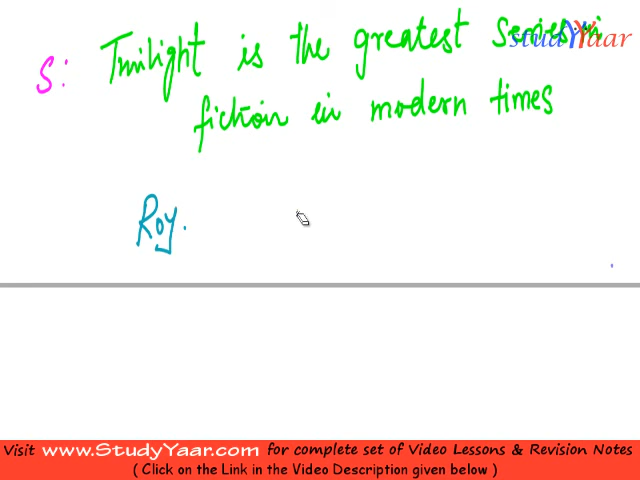 S: Twilight is the greatest series in
studYYaar
fiction in modern times
Roy.
Visit www.StudyYaar.com for complete set of Video Lessons & Revision Notes
( Click on the Link in the Video Description given below )